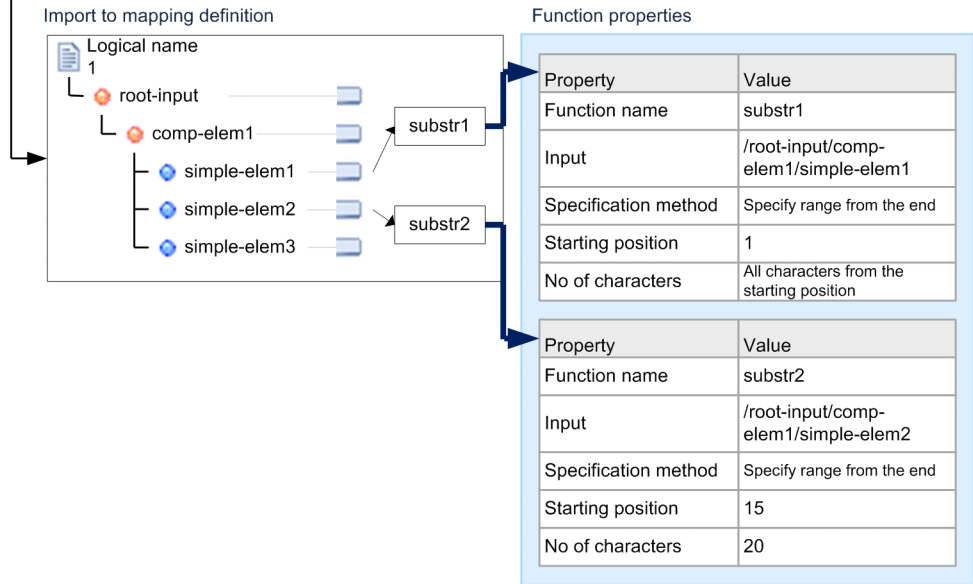 Import to mapping definition
Logical name
1
root-input
comp-elem1
simple-elem1
simple-elem2
simple-elem3
substr1
substr2
Function properties
Property Value
Function name substr1
Input /root-input/comp-
elem1/simple-elem1
Specification method Specify range from the end
Starting position 1
No of characters All characters from the
starting position
Property Value
Function name substr2
Input /root-input/comp-
elem1/simple-elem2
Specification method Specify range from the end
Starting position 15
No of characters 20